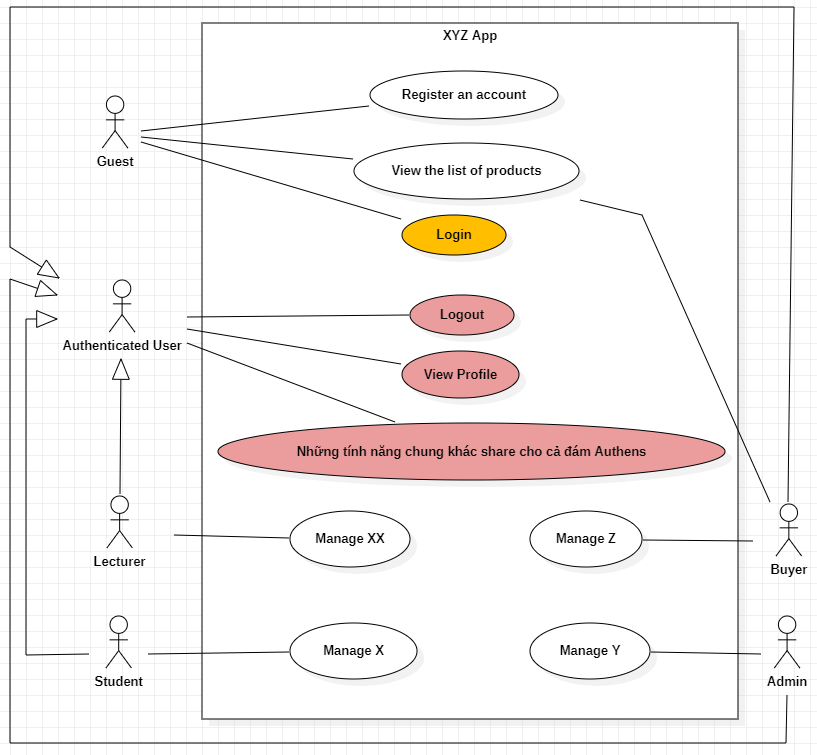 XYZ App
Register an account
Guest
View the list of products
Login
Logout
Authenticated User
View Profile
Những tính năng chung khác share cho cả đám Authens
Lecturer
Manage XX
Manage Z
Buyer
Student
Manage X
Manage Y
Admin